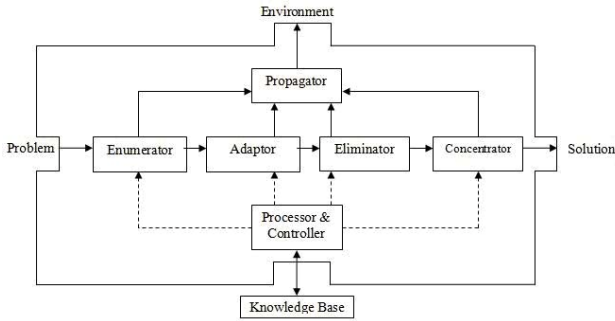 Environment
Propagator
Problem
Enumerator
Adaptor
Eliminator
Concentrator
Solution
Processor &
Controller
Knowledge Base